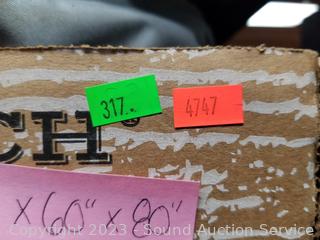 317.- 4747
CH®
x 60" x 80"
Copyright 2023 - Sound Auction Service